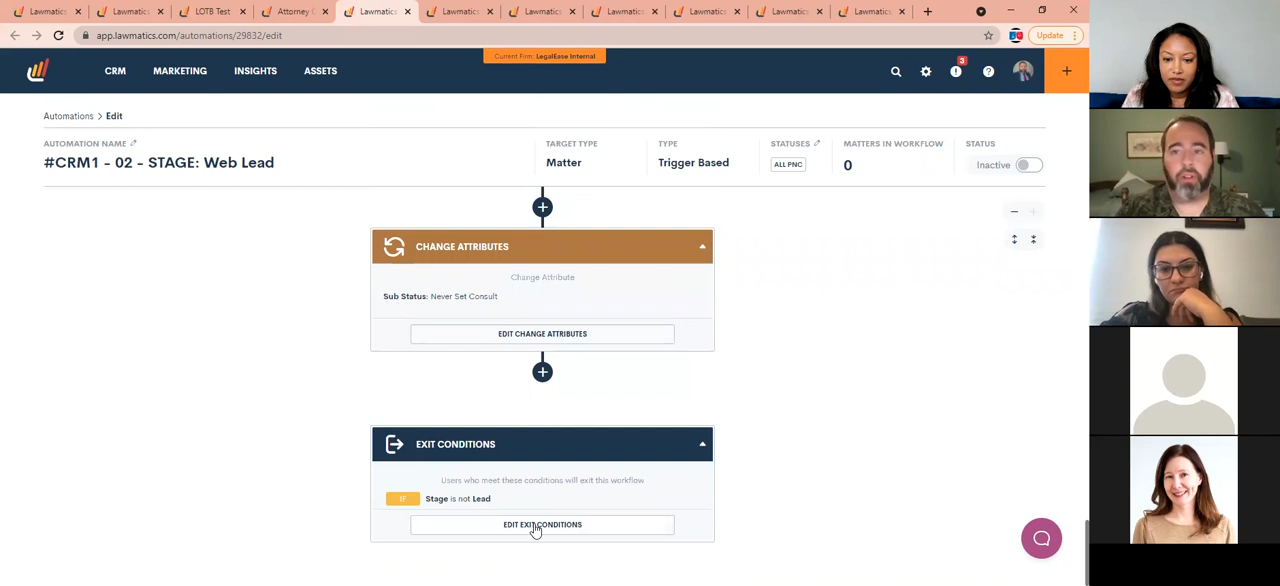 Lawmatics
Lawmatics
LOTB Test
Attorney C
Lawmatics
Lawmatics
Lawmatics
Lawmatics
Lawmatics
Lawmatics
Lawmatics
app.lawmatics.com/automations/29832/edit
Update
Current Firm: LegalEase Internal
CRM
MARKETING
INSIGHTS
ASSETS
3
Automations > Edit
AUTOMATION NAME
#CRM1 - 02 - STAGE: Web Lead
TARGET TYPE
Matter
TYPE
Trigger Based
STATUSES
ALL PNC
MATTERS IN WORKFLOW
0
STATUS
Inactive
CHANGE ATTRIBUTES
Change Attribute
Sub Status: Never Set Consult
EDIT CHANGE ATTRIBUTES
EXIT CONDITIONS
Users who meet these conditions will exit this workflow
IF Stage is not Lead
EDIT EXIT CONDITIONS